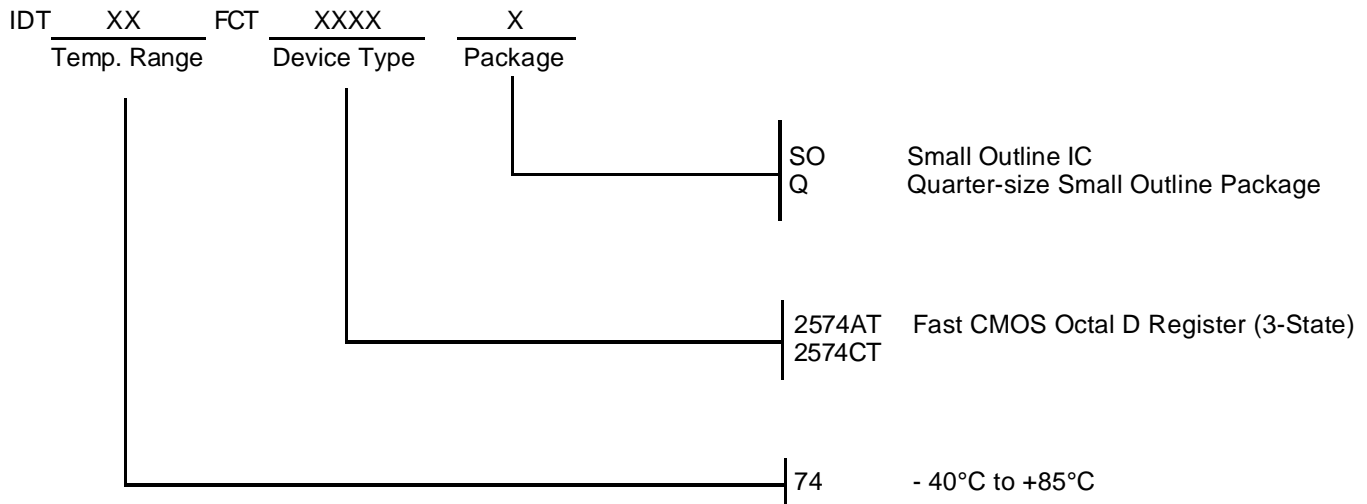 IDT XX FCT XXXX X
Temp. Range Device Type Package
SO Small Outline IC
Q Quarter-size Small Outline Package
2574AT Fast CMOS Octal D Register (3-State)
2574CT
74 - 40°C to +85°C